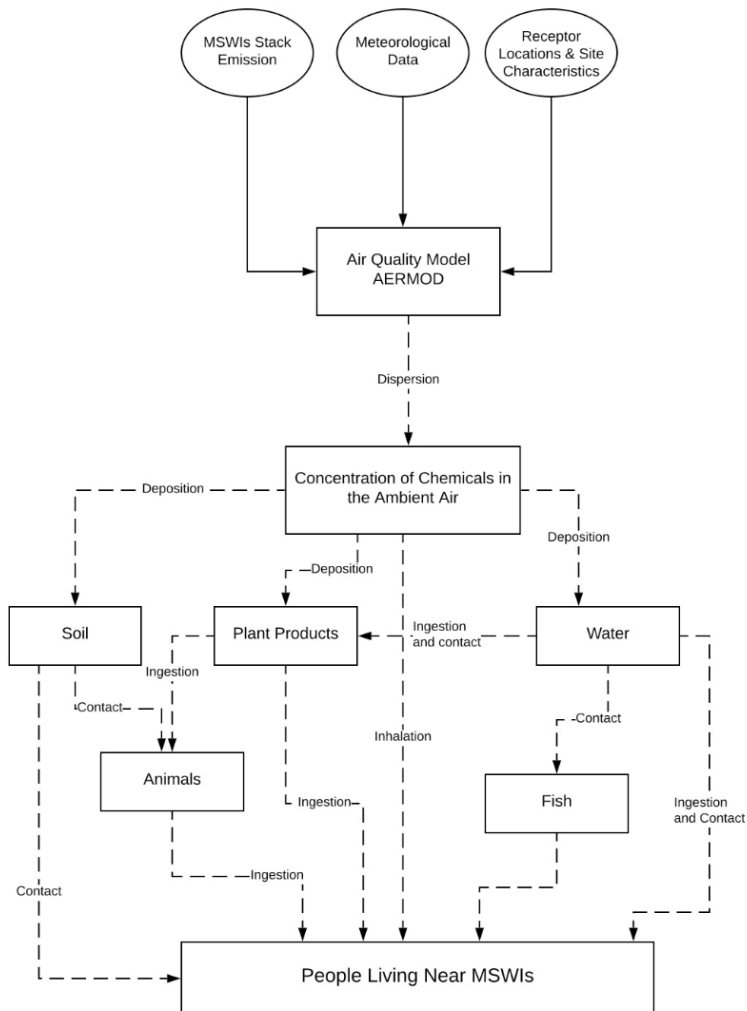 MSWIs Stack
Emission
Meteorological
Data
Receptor
Locations & Site
Characteristics
Air Quality Model
AERMOD
Dispersion
Concentration of Chemicals in
the Ambient Air
Deposition
Deposition
Deposition
Soil
Plant Products
Ingestion
and contact
Water
Ingestion
Contact
Contact
Inhalation
Animals
Fish
Ingestion
Ingestion
and Contact
Ingestion
Contact
People Living Near MSWIs